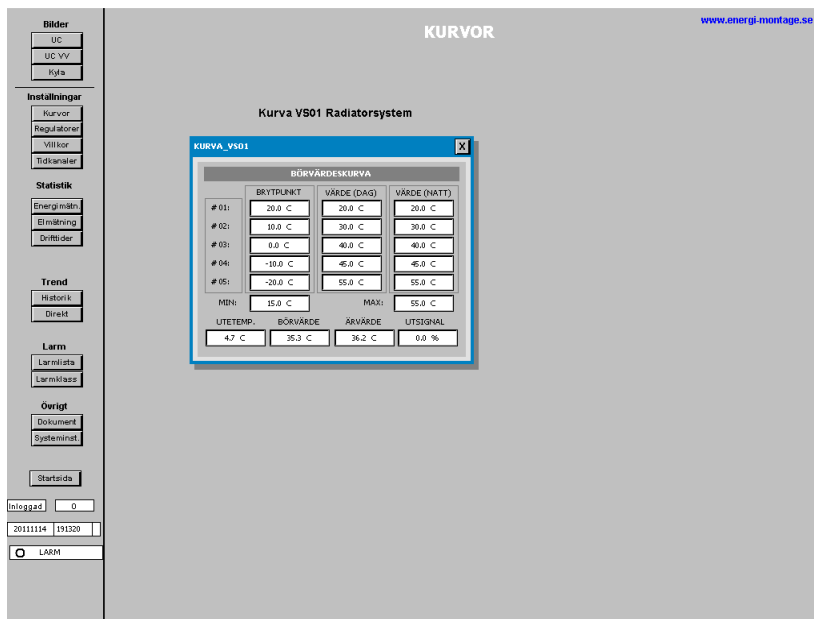 Bilder
UC
UC VV
Kyla
Inställningar
Kurvor
Regulatorer
Villkor
Tidkanaler
Statistik
Energimätn.
Elmätning
Drifttider
Trend
Historik
Direkt
Larm
Larmlista
Larmklass
Övrigt
Dokument
Systeminst.
Startsida
Inloggad 0
20111114 191320
LARM
KURVOR
www.energi-montage.se
Kurva VS01 Radiatorsystem
KURVA_VS01 X
BÖRVÄRDESKURVA
BRYTPUNKT VÄRDE (DAG) VÄRDE (NATT)
# 01: 20.0 C 20.0 C 20.0 C
# 02: 10.0 C 30.0 C 30.0 C
# 03: 0.0 C 40.0 C 40.0 C
# 04: -10.0 C 45.0 C 45.0 C
# 05: -20.0 C 55.0 C 55.0 C
MIN: 15.0 C MAX: 55.0 C
UTETEMP. BÖRVÄRDE ÄRVÄRDE UTSIGNAL
4.7 C 35.3 C 36.2 C 0.0 %